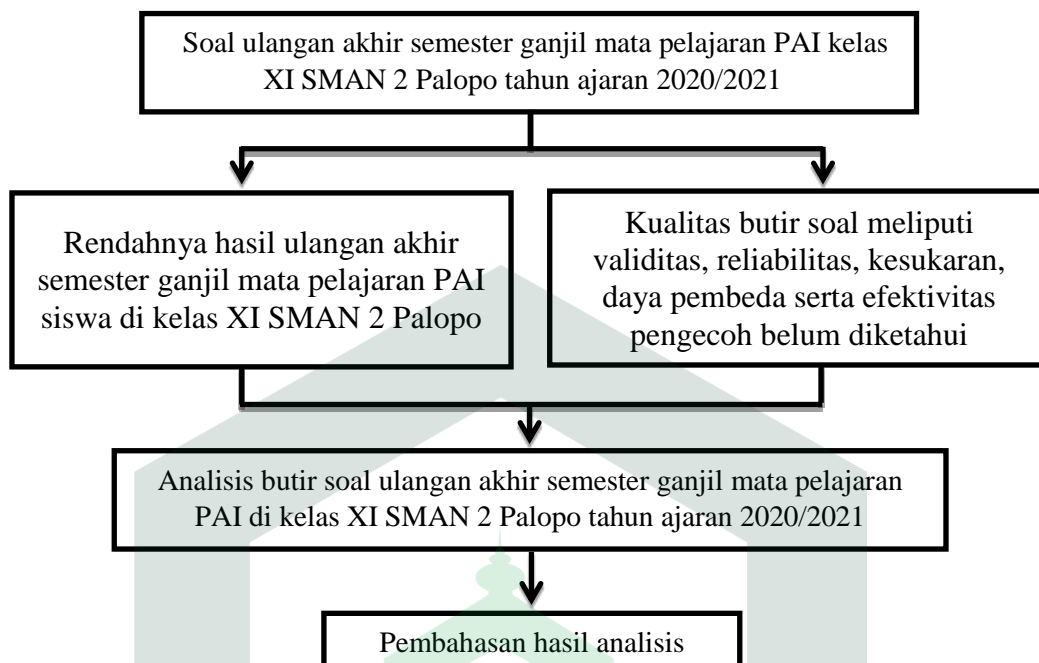 Soal ulangan akhir semester ganjil mata pelajaran PAI kelas
XI SMAN 2 Palopo tahun ajaran 2020/2021
Rendahnya hasil ulangan akhir
semester ganjil mata pelajaran PAI
siswa di kelas XI SMAN 2 Palopo
Kualitas butir soal meliputi
validitas, reliabilitas, kesukaran,
daya pembeda serta efektivitas
pengecoh belum diketahui
Analisis butir soal ulangan akhir semester ganjil mata pelajaran
PAI di kelas XI SMAN 2 Palopo tahun ajaran 2020/2021
Pembahasan hasil analisis